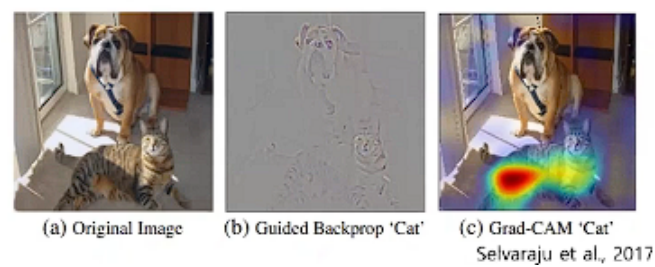 (a) Original Image (b) Guided Backprop 'Cat' (c) Grad-CAM 'Cat'
Selvaraju et al., 2017